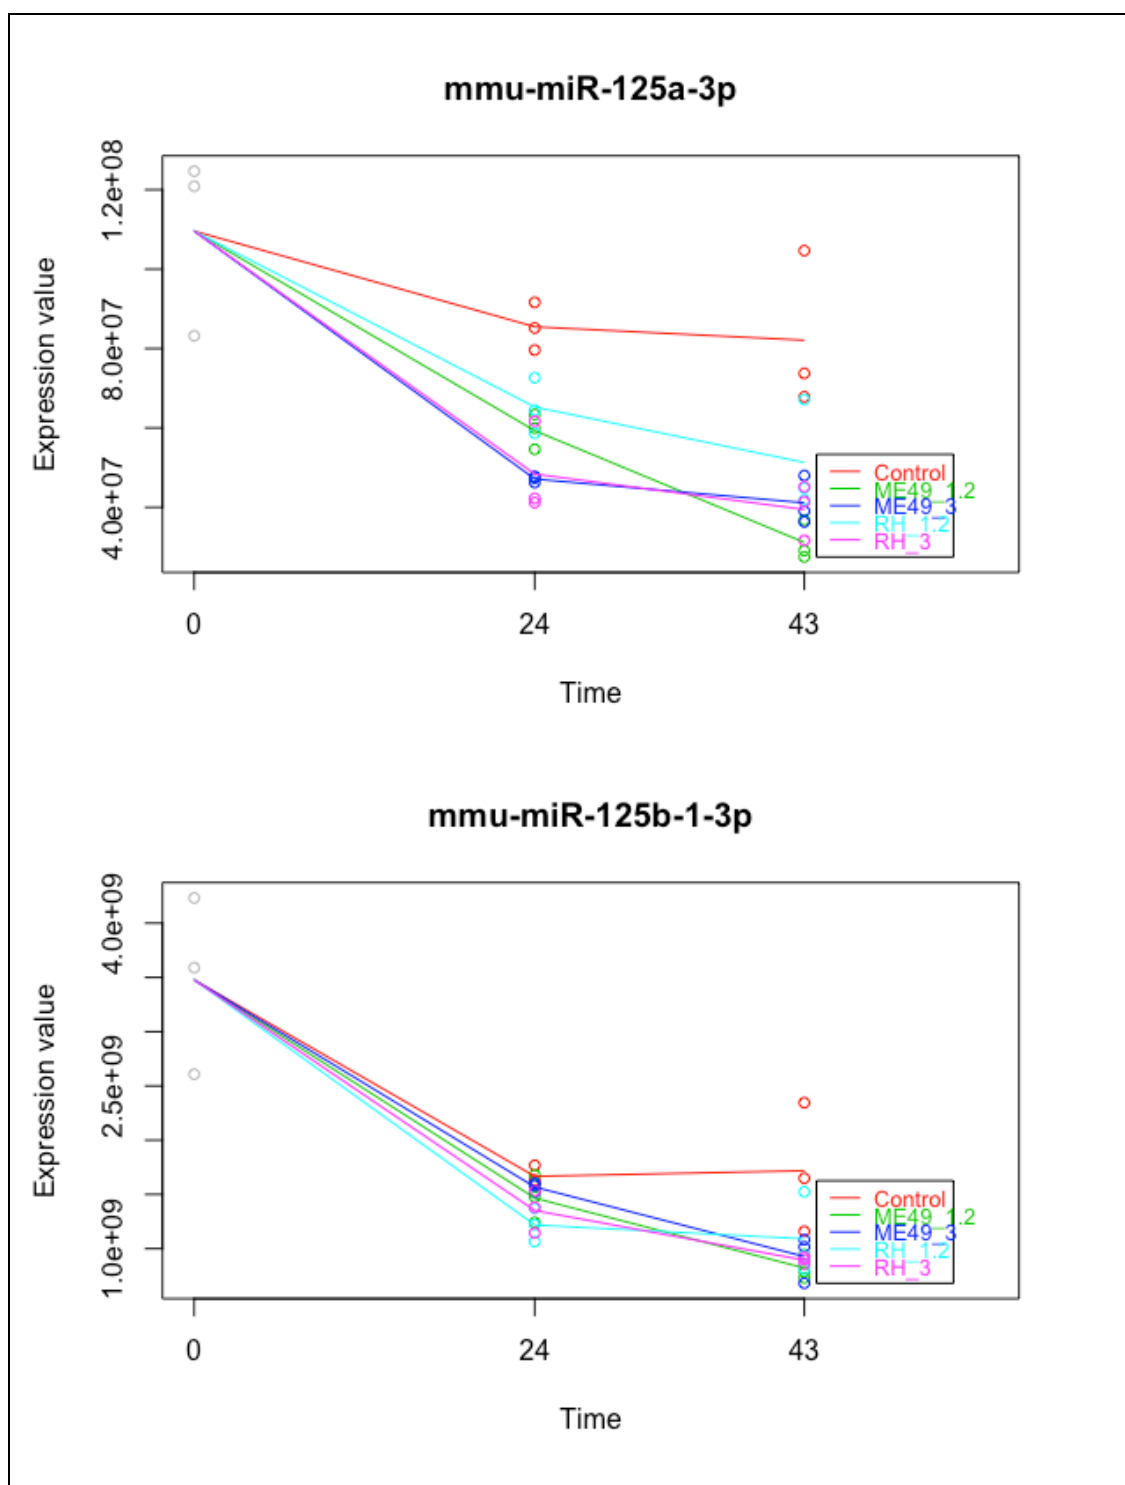 mmu-miR-125a-3p
Expression value
1.2e+08
8.0e+07
4.0e+07
Control
ME49_1.2
ME49_3
RH_1.2
RH_3
0 24 43
Time
mmu-miR-125b-1-3p
Expression value
4.0e+09
2.5e+09
1.0e+09
Control
ME49_1.2
ME49_3
RH_1.2
RH_3
0 24 43
Time